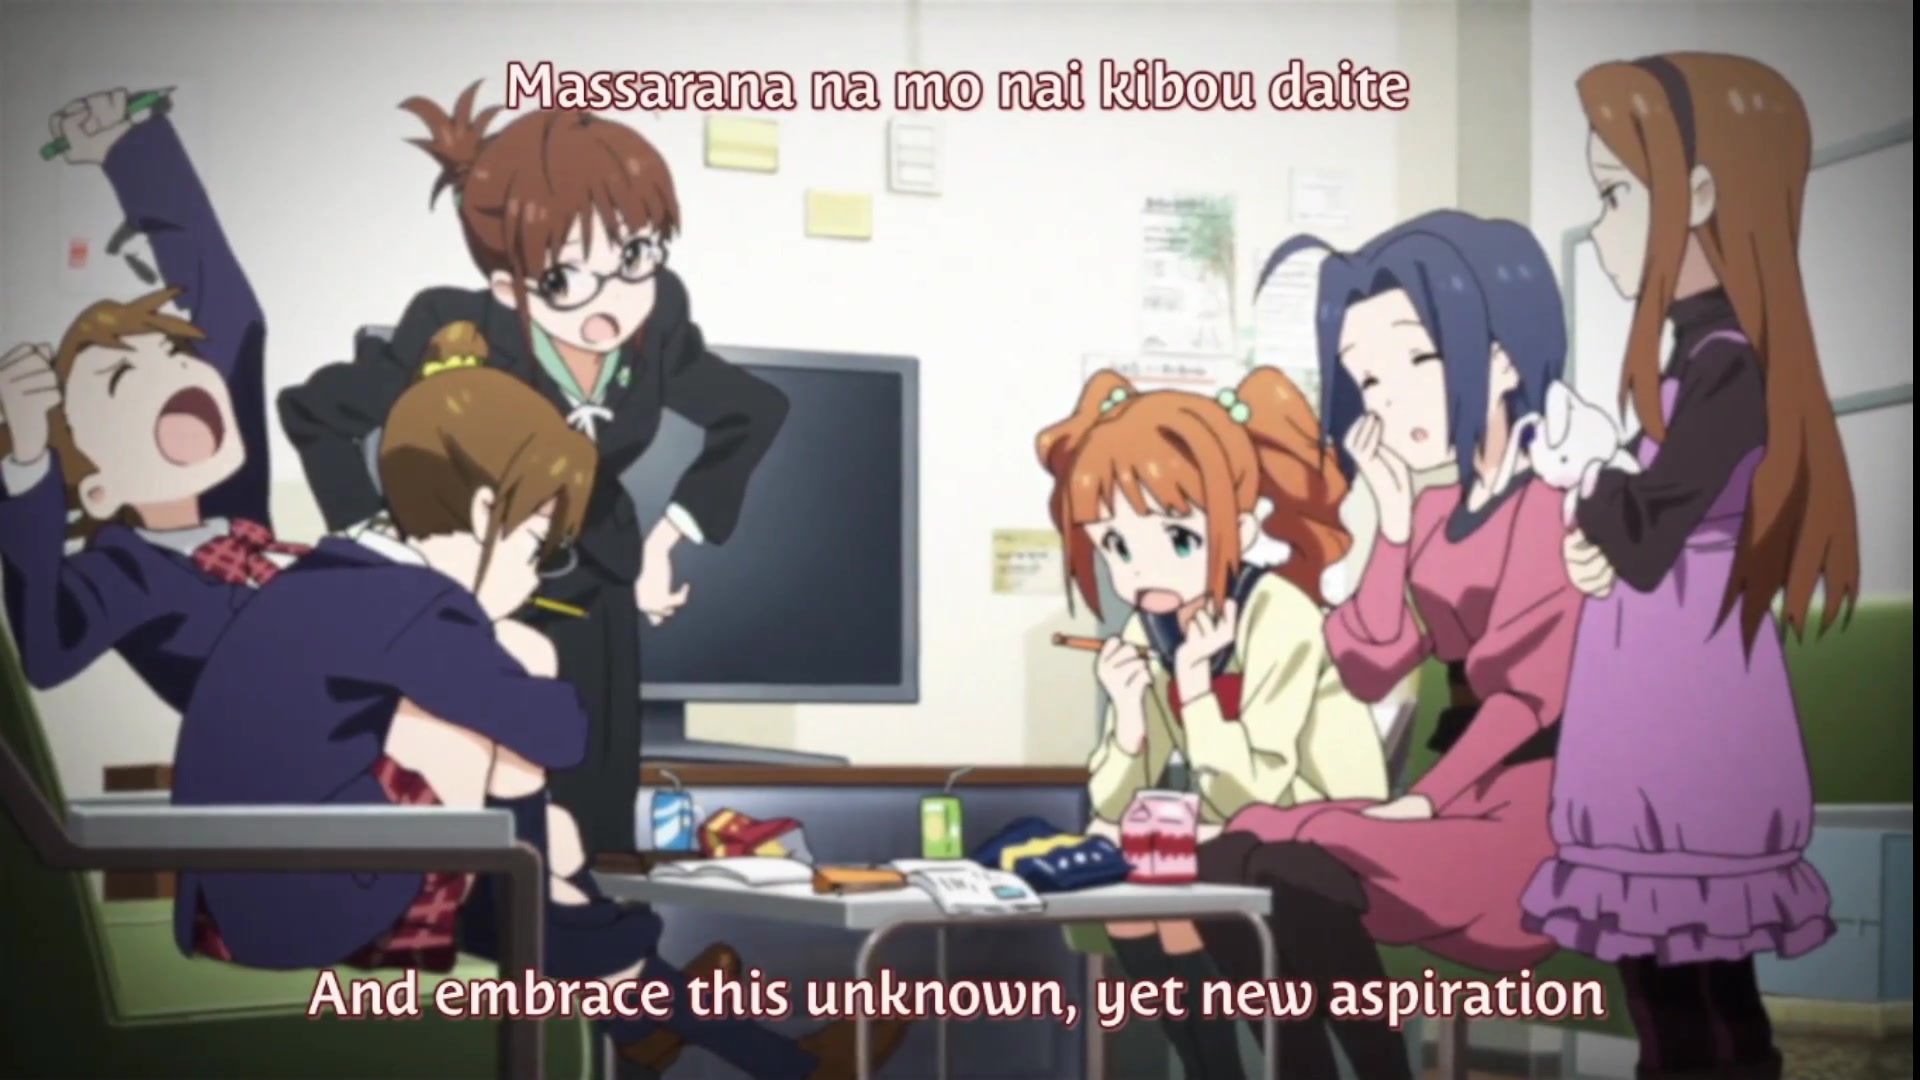 Massarana na mo nai kibou daite
And embrace this unknown, yet new aspiration